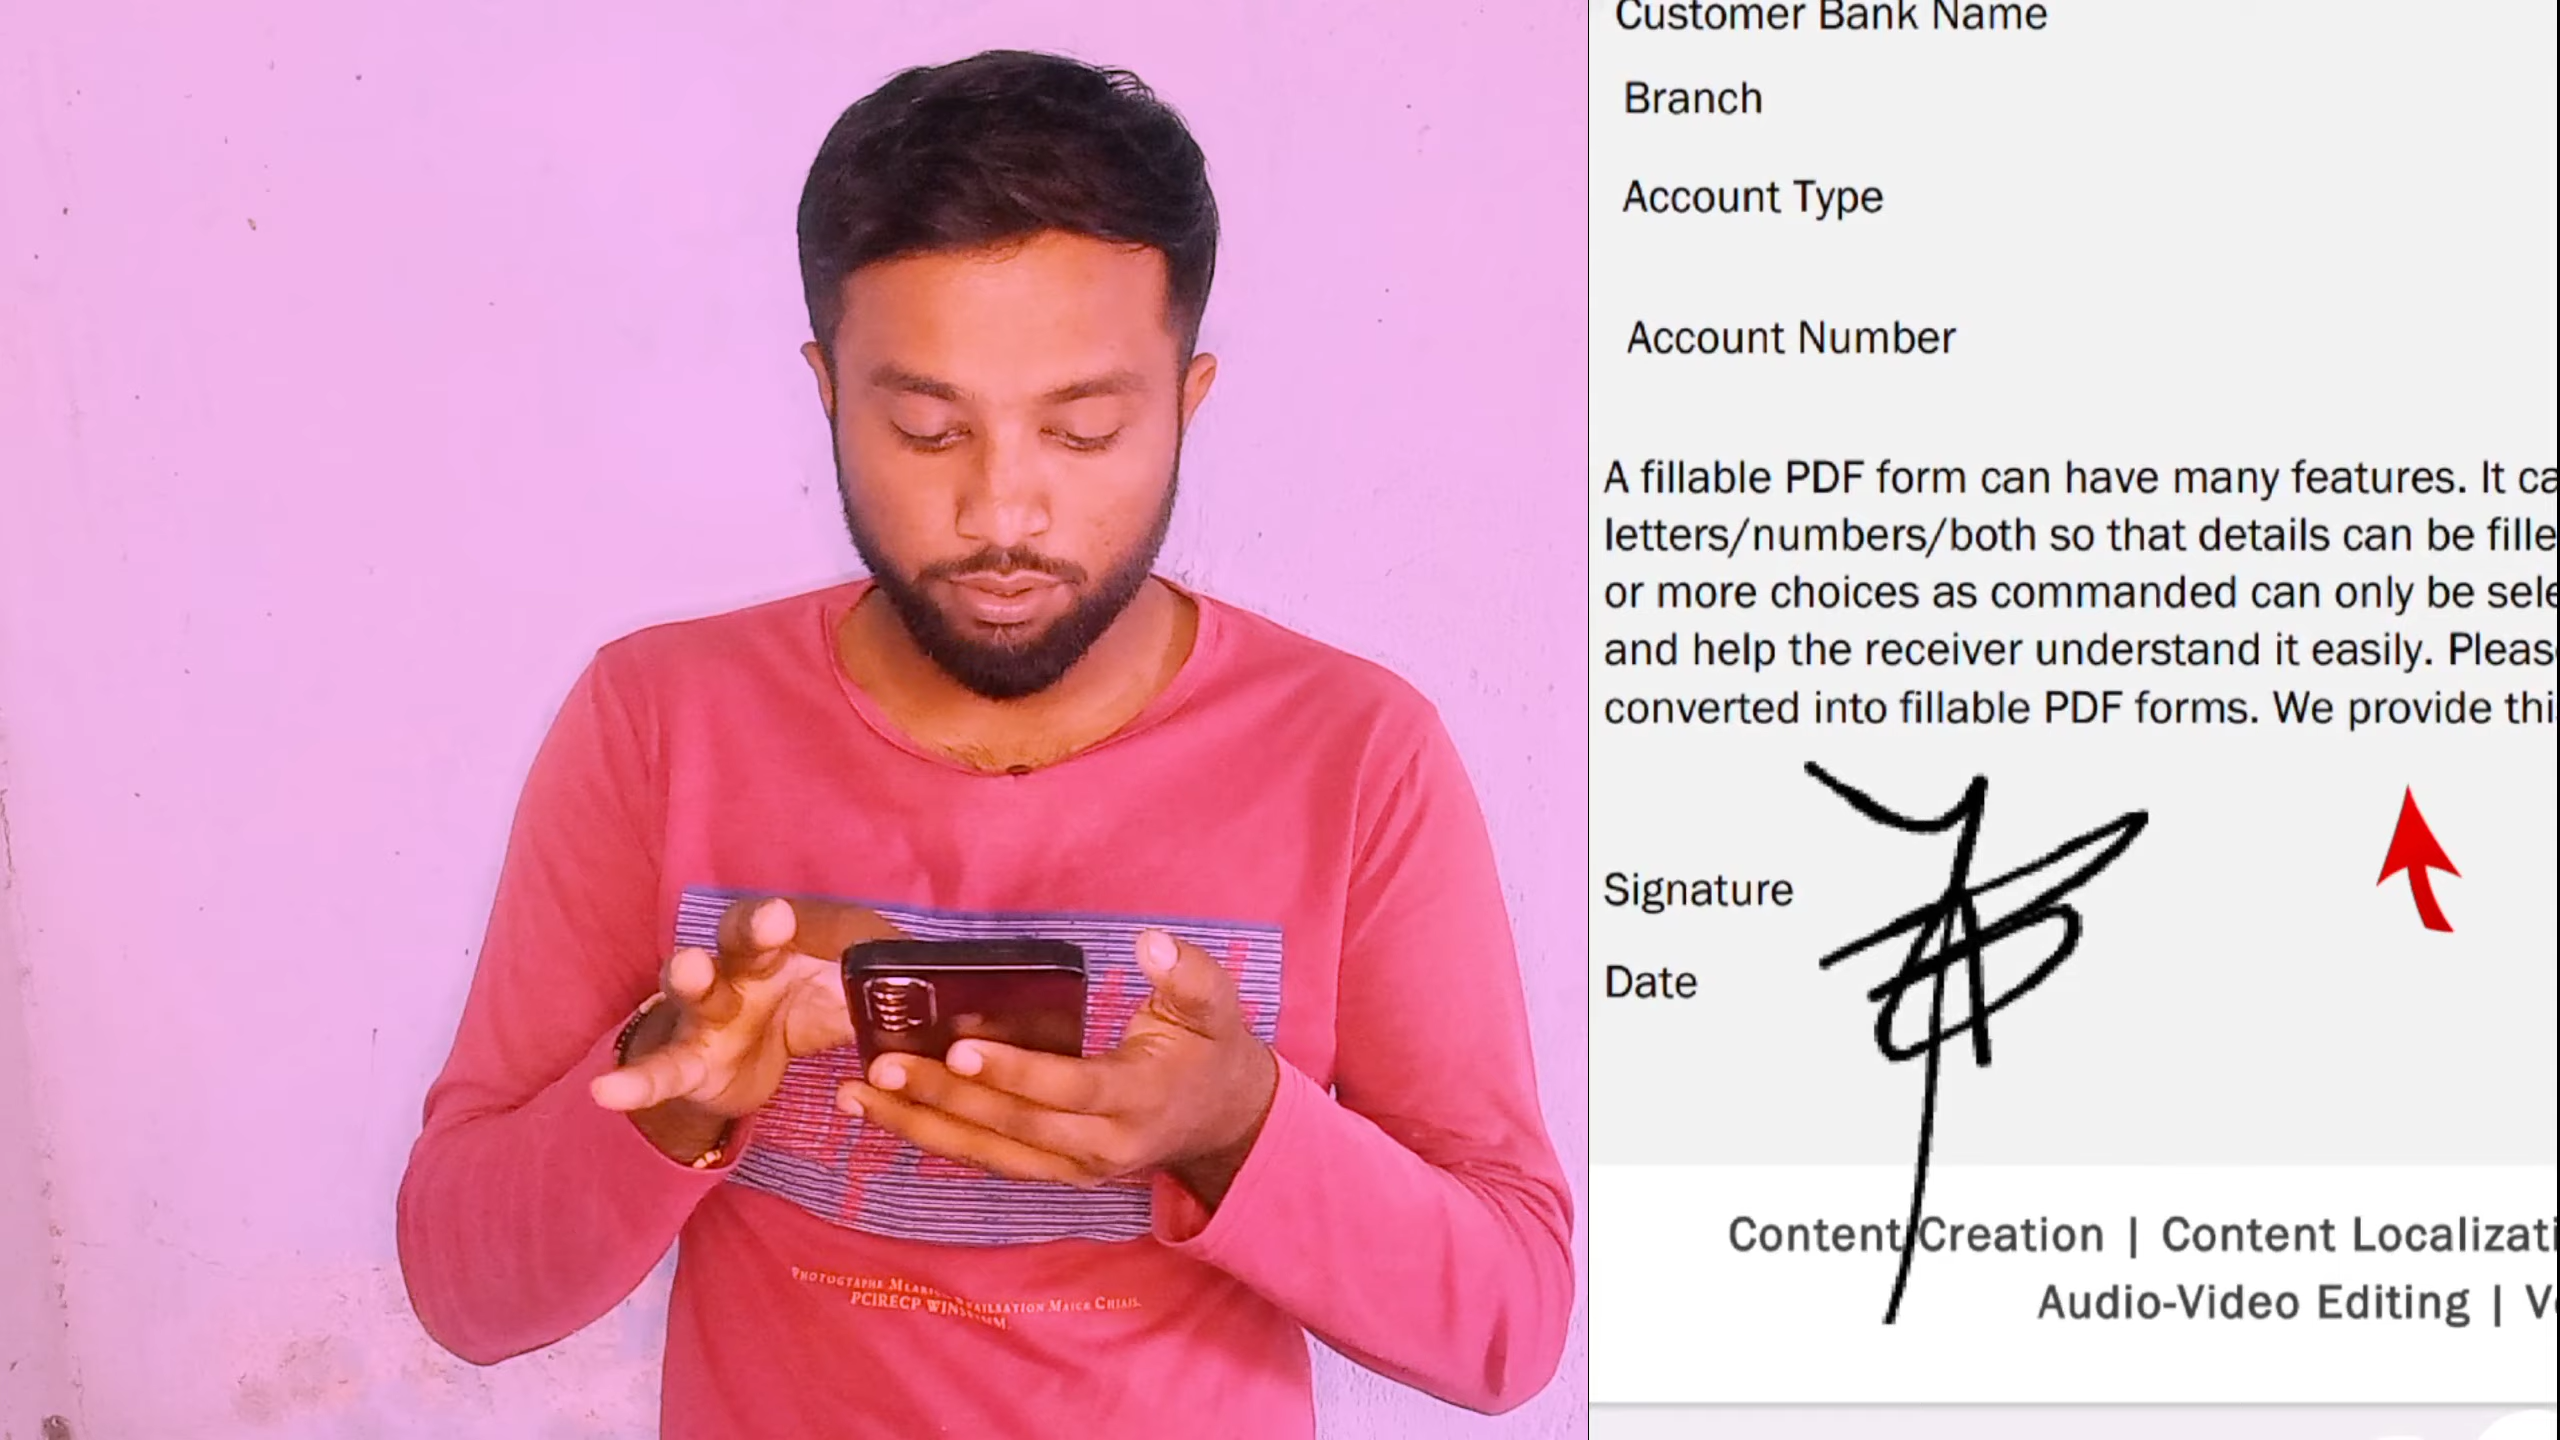 Customer Bank Name
Branch
Account Type
Account Number
A fillable PDF form can have many features. It ca
letters/numbers/both so that details can be fille
or more choices as commanded can only be sele
and help the receiver understand it easily. Pleas
converted into fillable PDF forms. We provide thi
Signature
Date
Content Creation | Content Localizati
Audio-Video Editing | V
PCIRECP